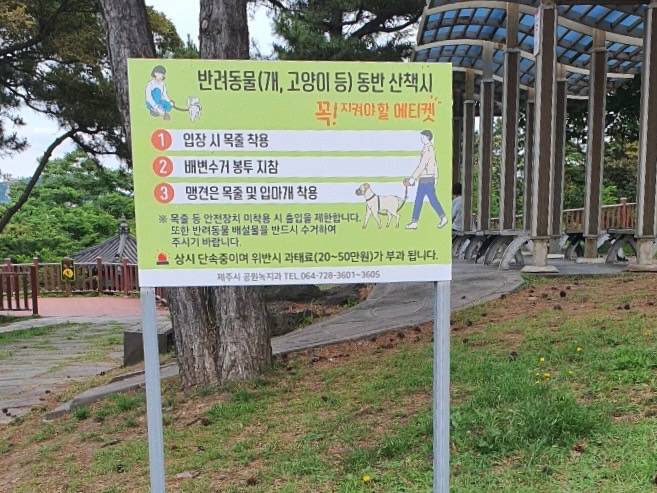 반려동물(개, 고양이 등) 동반 산책시
꼭! 지켜야할 에티켓
1 입장 시 목줄 착용
2 배변수거 봉투 지참
3 맹견은 목줄 및 입마개 착용
※ 목줄 등 안전장치 미착용 시 출입을 제한합니다.
또한 반려동물 배설물을 반드시 수거하여
주시기 바랍니다.
상시 단속중이며 위반시 과태료(20~50만원)가 부과 됩니다.
제주시 공원녹지과 TEL.064-728-3601~3605